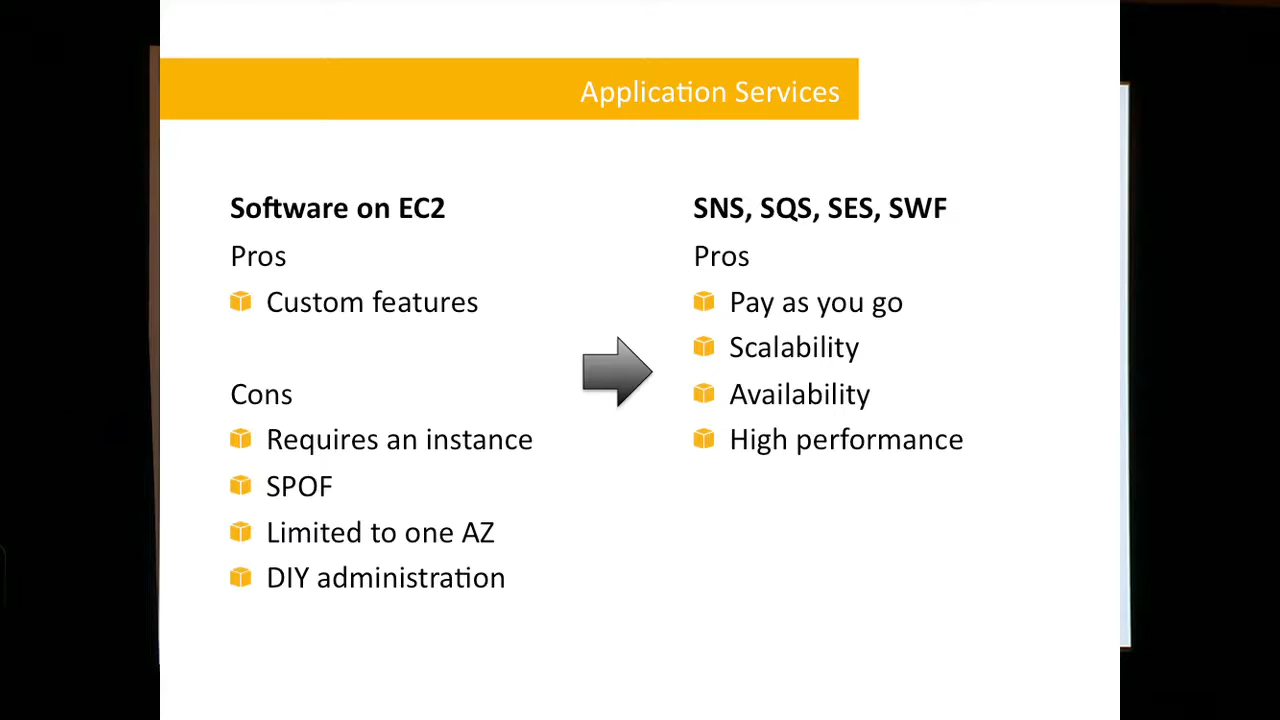 Application Services
Software on EC2
Pros
Custom features
Cons
Requires an instance
SPOF
Limited to one AZ
DIY administration
SNS, SQS, SES, SWF
Pros
Pay as you go
Scalability
Availability
High performance